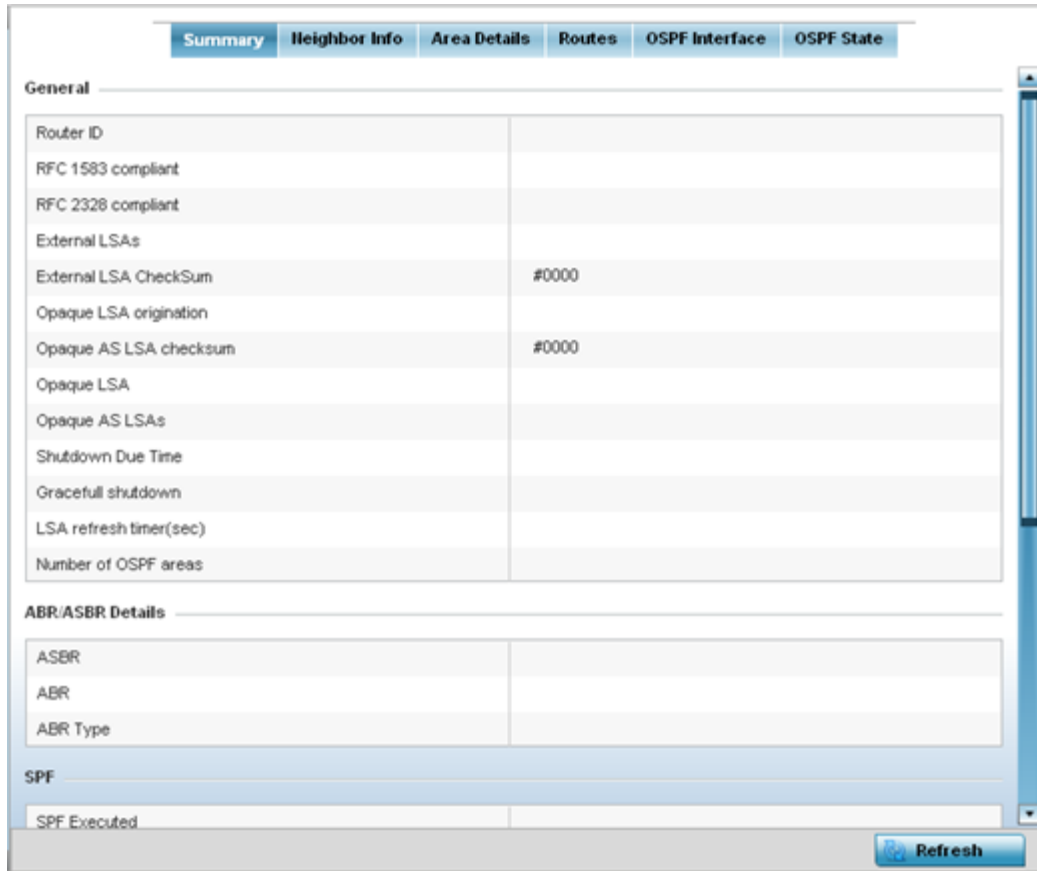 Summary Neighbor Info Area Details Routes OSPF Interface OSPF State
General
Router ID
RFC 1583 compliant
RFC 2328 compliant
External LSAs
External LSA CheckSum #0000
Opaque LSA origination
Opaque AS LSA checksum #0000
Opaque LSA
Opaque AS LSAs
Shutdown Due Time
Gracefull shutdown
LSA refresh timer(sec)
Number of OSPF areas
ABR/ASBR Details
ASBR
ABR
ABR Type
SPF
SPF Executed
Refresh